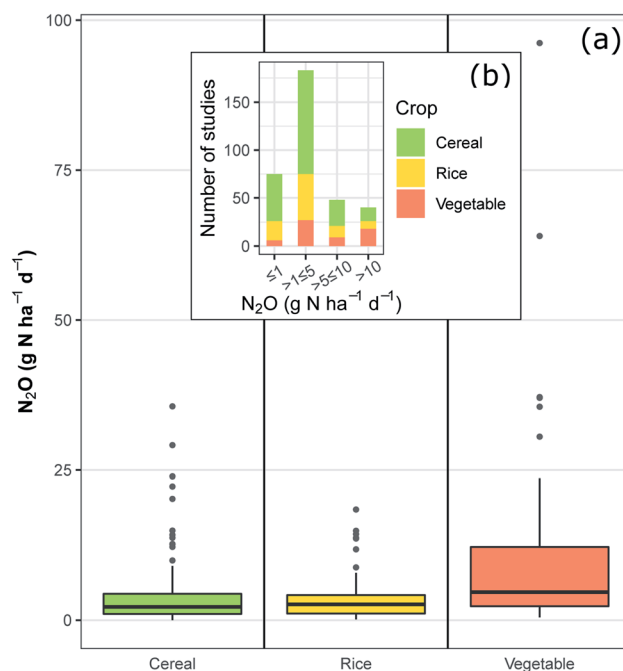 100
(a)
(b)
Number of studies
150
100
50
0
≤1
>1≤5
>5≤10
>10
N₂O (g N ha⁻¹ d⁻¹)
Crop
Cereal
Rice
Vegetable
75
50
25
0
N₂O (g N ha⁻¹ d⁻¹)
Cereal
Rice
Vegetable